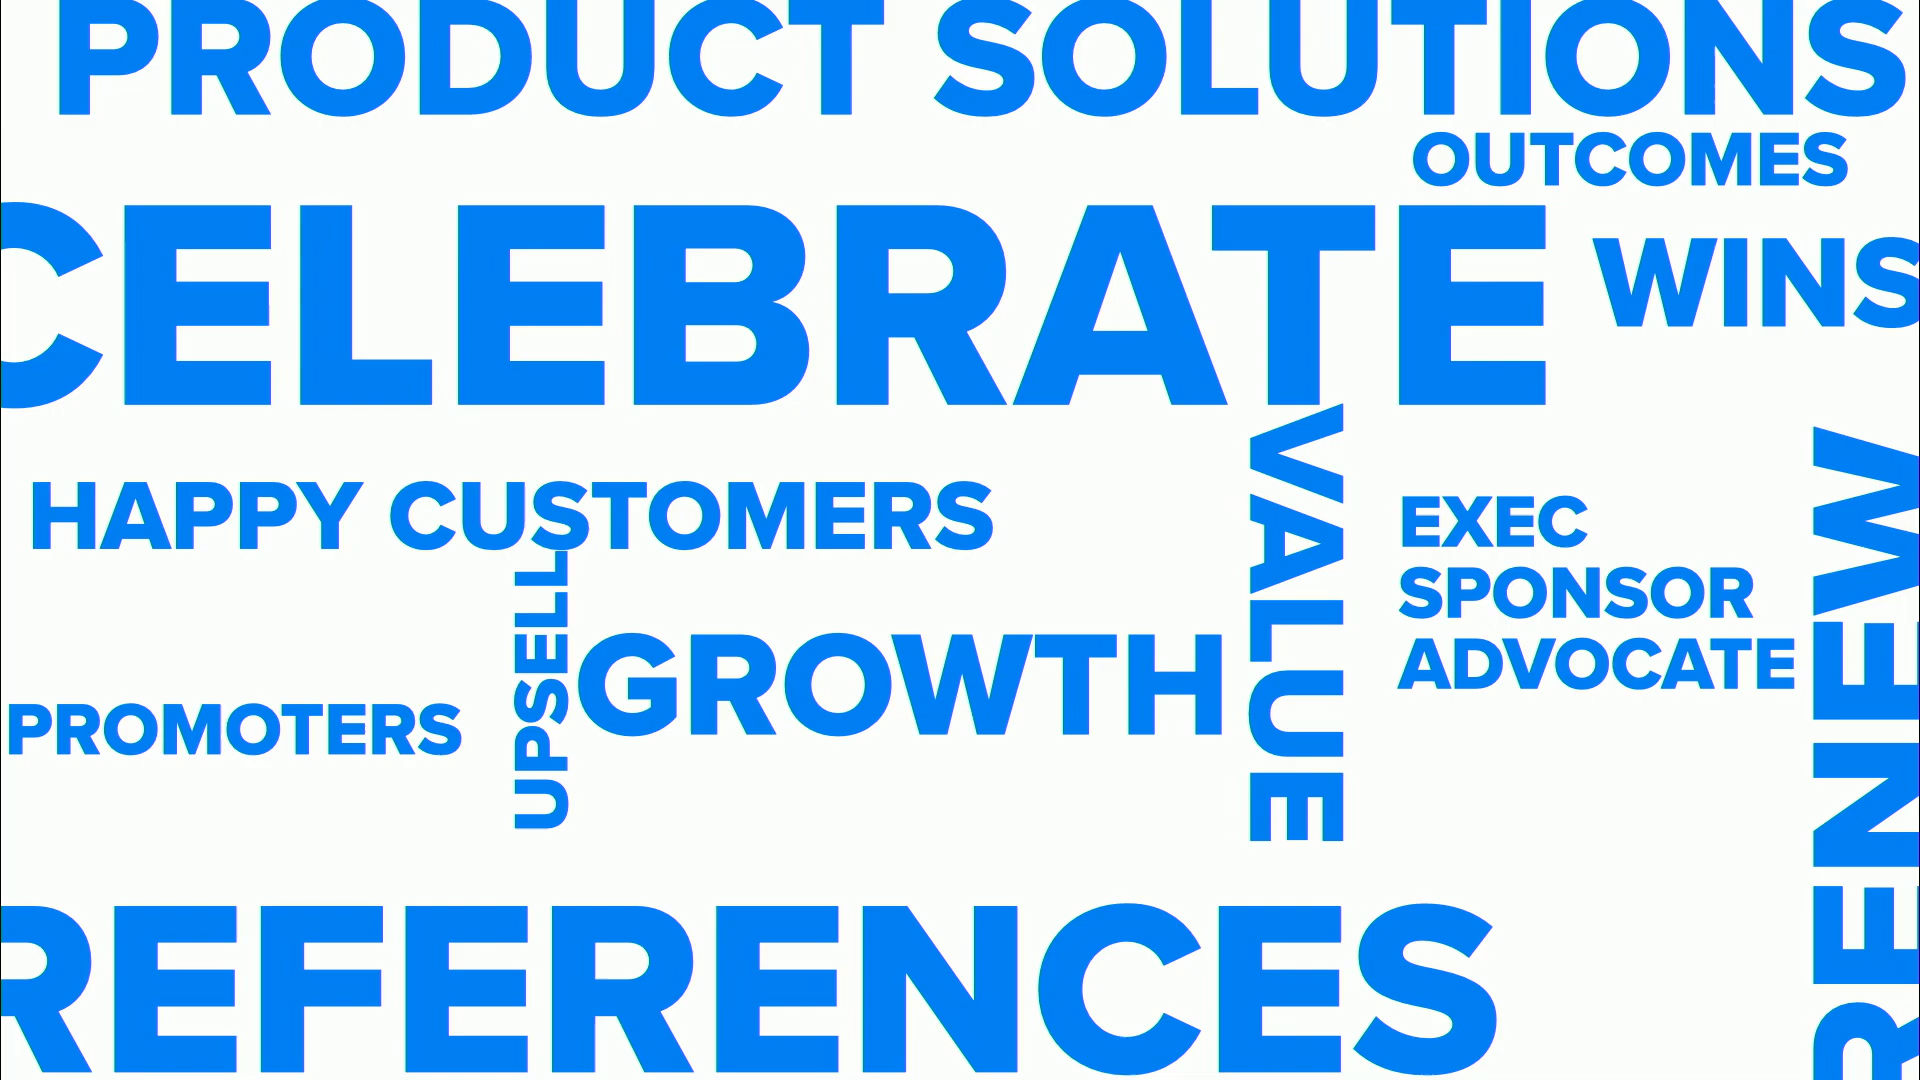 PRODUCT SOLUTIONS
OUTCOMES
CELEBRATE
WINS
HAPPY CUSTOMERS
VALUE
EXEC
SPONSOR
ADVOCATE
RENEW
UPSELL
GROWTH
PROMOTERS
REFERENCES